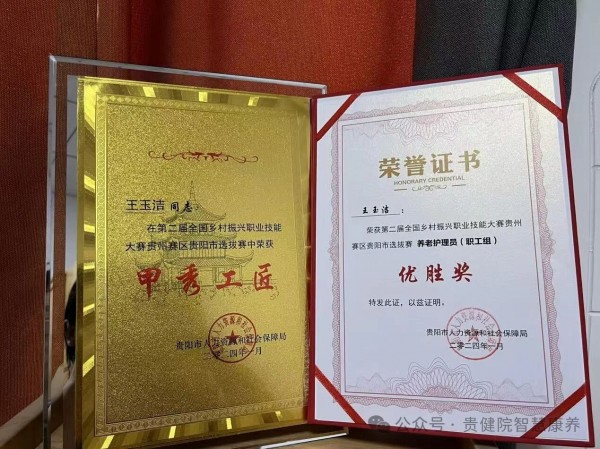 王玉洁 同志：
在第二届全国乡村振兴职业技能
大赛贵州赛区贵阳市选拔赛中荣获
甲秀工匠
贵阳市人力资源和社会保障局
二〇二四年一月
荣誉证书
HONORARY CREDENTIAL
王玉洁 ：
荣获第二届全国乡村振兴职业技能大赛贵州
赛区贵阳市选拔赛 养老护理员（职工组）
优胜奖
特发此证，以兹证明。
贵阳市人力资源和社会保障局
二〇二四年一月
公众号 · 贵健院智慧康养